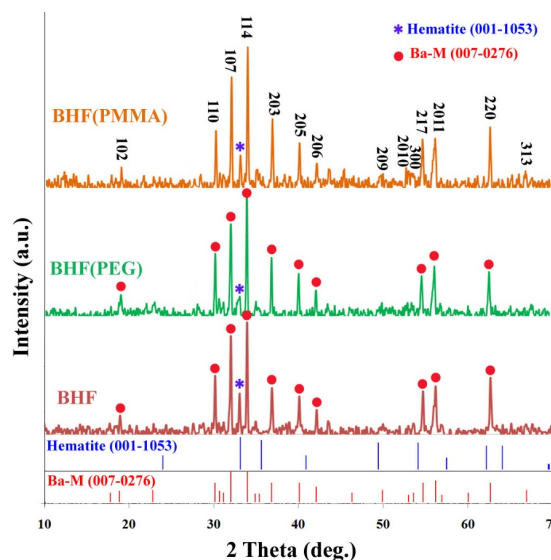 * Hematite (001-1053)
● Ba-M (007-0276)
BHF(PMMA)
102
110
107
114
*
203
205
206
209
2010
300
217
2011
220
313
BHF(PEG)
*
BHF
*
Hematite (001-1053)
Ba-M (007-0276)
10 20 30 40 50 60 70
2 Theta (deg.)
Intensity (a.u.)